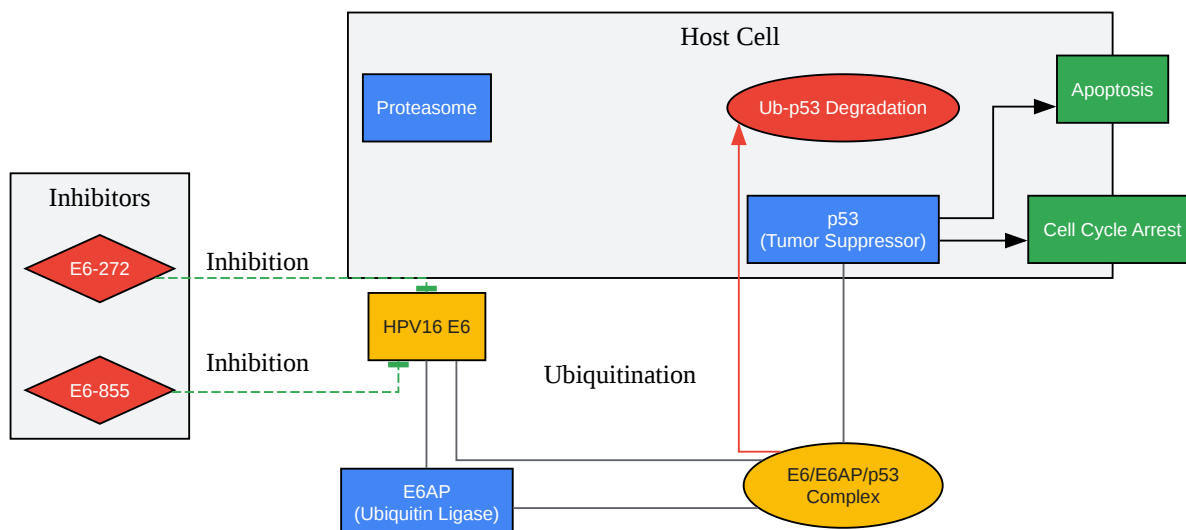 Host Cell
Proteasome
Ub-p53 Degradation
Apoptosis
Inhibitors
p53
(Tumor Suppressor)
Cell Cycle Arrest
E6-272
Inhibition
HPV16 E6
E6-855
Inhibition
Ubiquitination
E6AP
(Ubiquitin Ligase)
E6/E6AP/p53
Complex